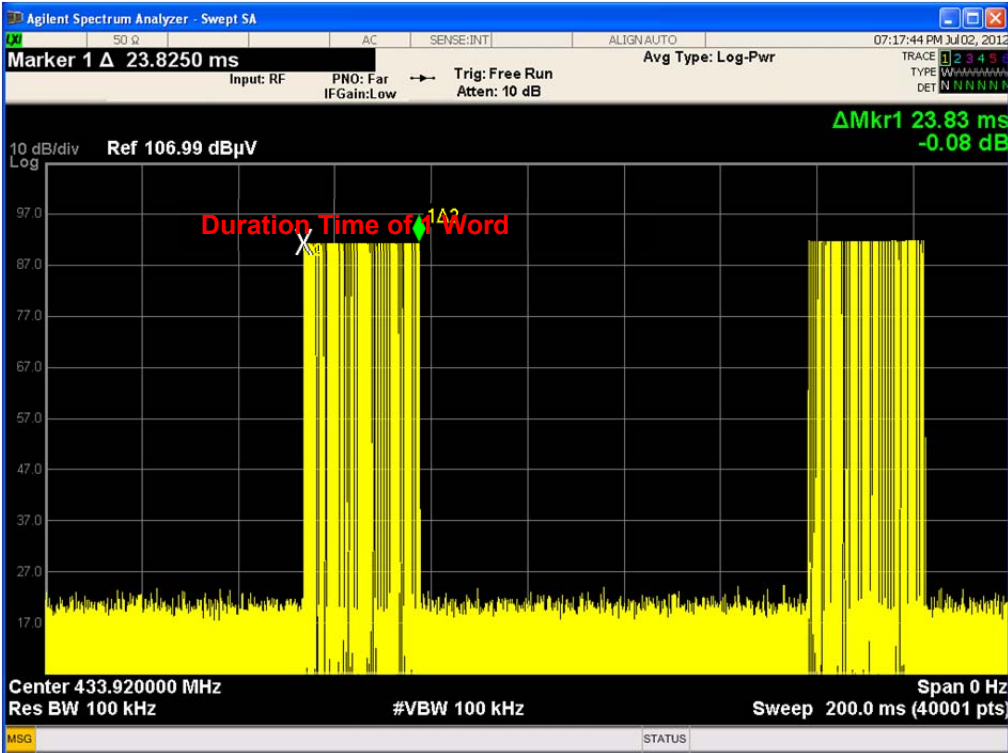 Agilent Spectrum Analyzer - Swept SA
LXI 50 Ω AC SENSE:INT ALIGN AUTO 07:17:44 PM Jul 02, 2012
Marker 1 Δ 23.8250 ms
Input: RF PNO: Far Trig: Free Run Avg Type: Log-Pwr TRACE 1 2 3 4 5 6
IFGain:Low Atten: 10 dB TYPE W
DET N N N N N N
ΔMkr1 23.83 ms
-0.08 dB
10 dB/div Ref 106.99 dBµV
Log
97.0
Duration Time of 1 Word
1Δ2
X
87.0
77.0
67.0
57.0
47.0
37.0
27.0
17.0
Center 433.920000 MHz Span 0 Hz
Res BW 100 kHz #VBW 100 kHz Sweep 200.0 ms (40001 pts)
MSG STATUS